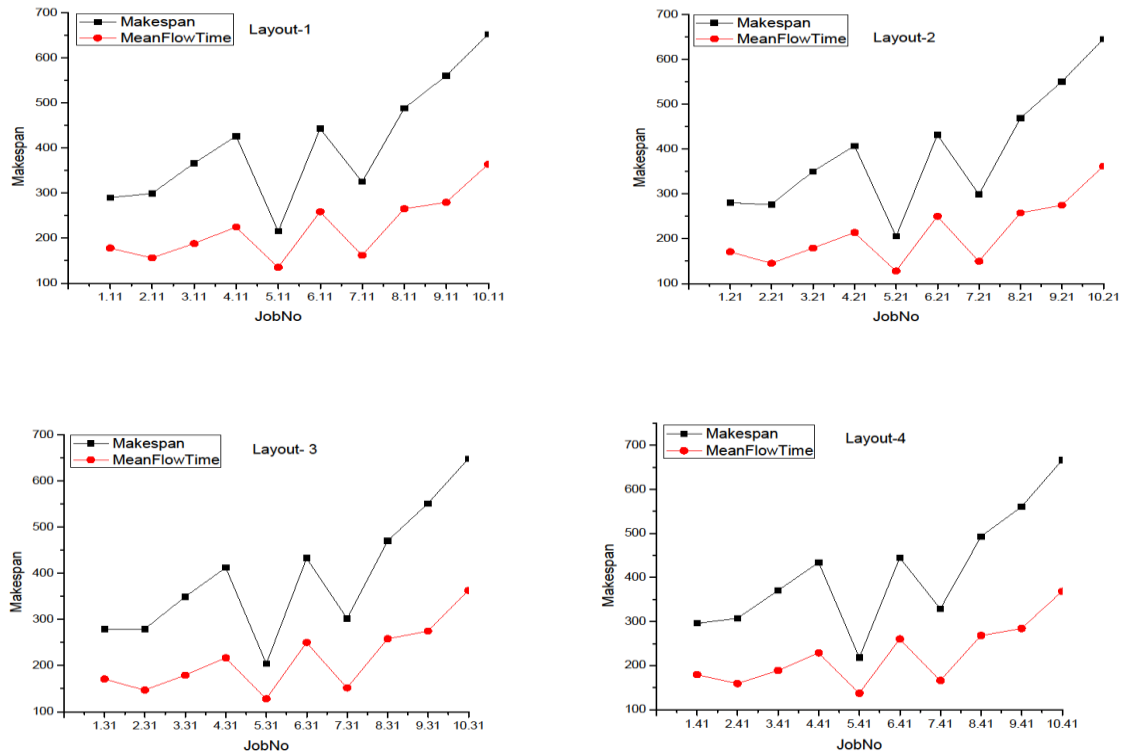 Makespan
MeanFlowTime
Layout-1
700
600
500
400
300
200
100
Makespan
1.11 2.11 3.11 4.11 5.11 6.11 7.11 8.11 9.11 10.11
JobNo
Makespan
MeanFlowTime
Layout-2
700
600
500
400
300
200
100
Makespan
1.21 2.21 3.21 4.21 5.21 6.21 7.21 8.21 9.21 10.21
JobNo
Makespan
MeanFlowTime
Layout- 3
700
600
500
400
300
200
100
Makespan
1.31 2.31 3.31 4.31 5.31 6.31 7.31 8.31 9.31 10.31
JobNo
Makespan
MeanFlowTime
Layout-4
700
600
500
400
300
200
100
Makespan
1.41 2.41 3.41 4.41 5.41 6.41 7.41 8.41 9.41 10.41
JobNo